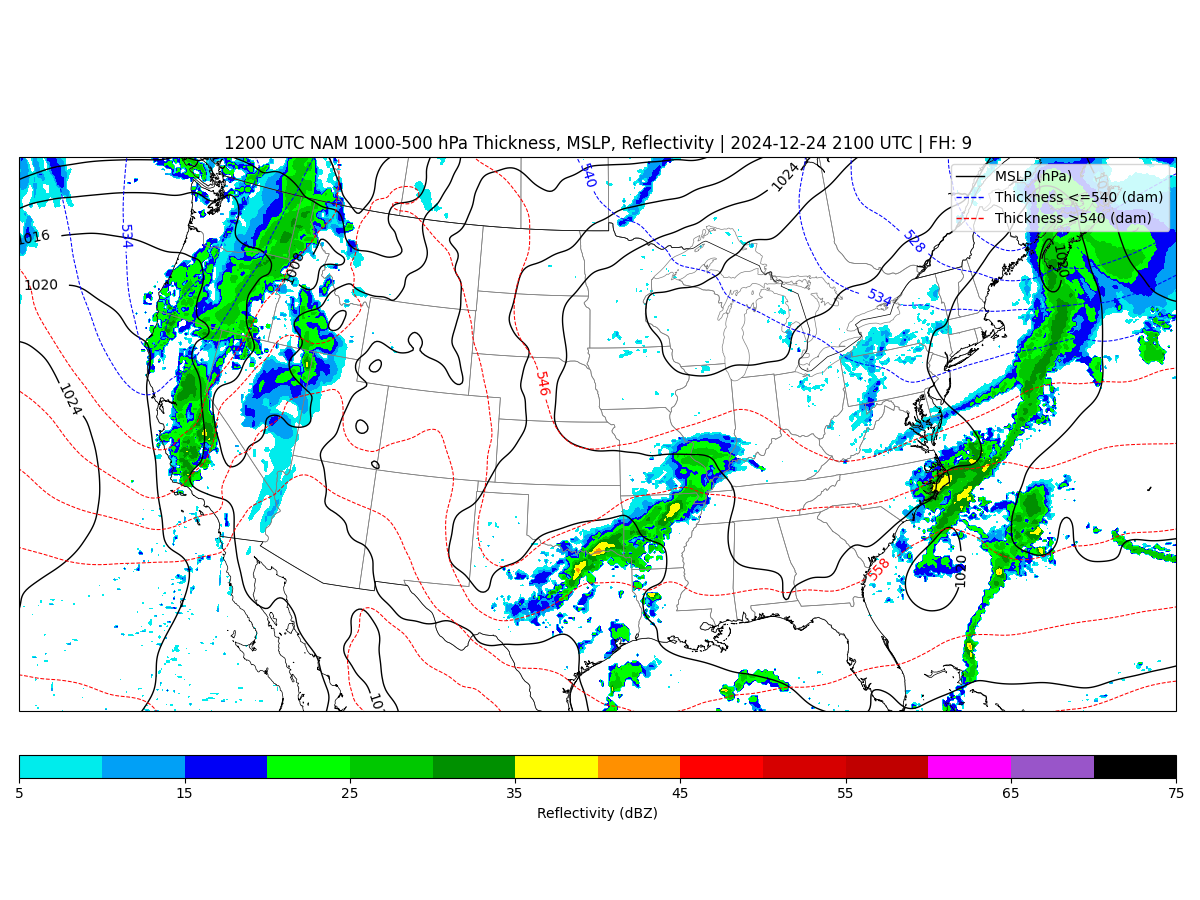 1200 UTC NAM 1000-500 hPa Thickness, MSLP, Reflectivity | 2024-12-24 2100 UTC | FH: 9
MSLP (hPa)
Thickness <=540 (dam)
Thickness >540 (dam)
540
1024
1016
534
528
1008
1020
534
546
1024
558
1020
10
5 15 25 35 45 55 65 75
Reflectivity (dBZ)